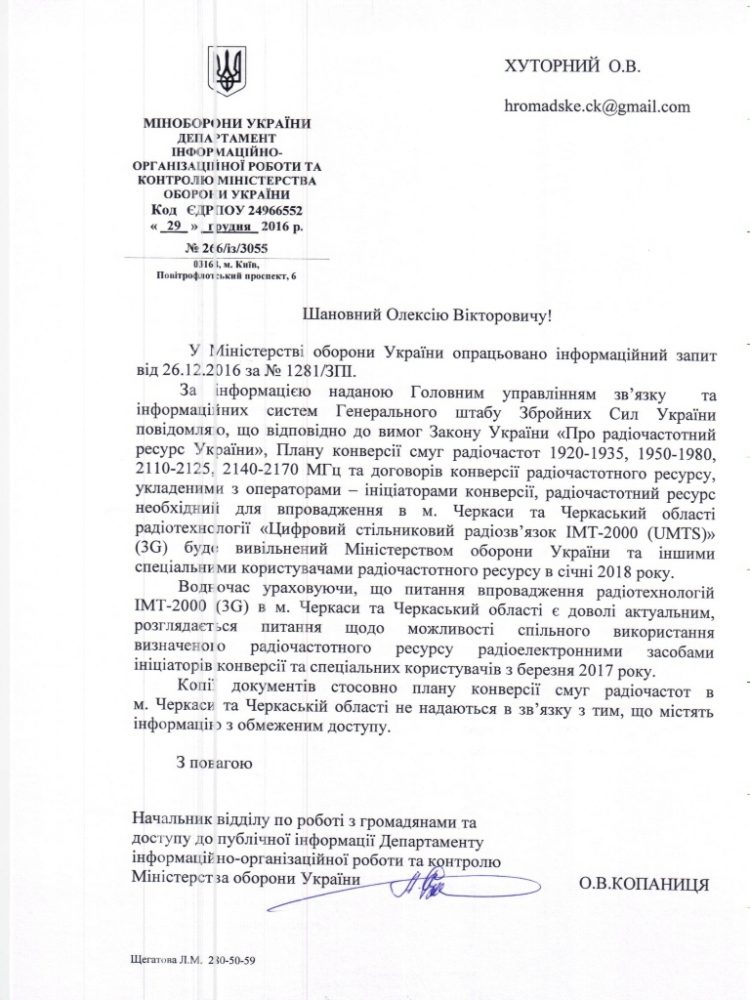 ХУТОРНИЙ О.В.
hromadske.ck@gmail.com
МІНОБОРОНИ УКРАЇНИ
ДЕПАРТАМЕНТ
ІНФОРМАЦІЙНО-
ОРГАНІЗАЦІЙНОЇ РОБОТИ ТА
КОНТРОЛЮ МІНІСТЕРСТВА
ОБОРОНИ УКРАЇНИ
Код ЄДРПОУ 24966552
« 29 » грудня 2016 р.
№ 266/із/3055
03168, м. Київ,
Повітрофлотський проспект, 6
Шановний Олексію Вікторовичу!
У Міністерстві оборони України опрацьовано інформаційний запит
від 26.12.2016 за № 1281/ЗПІ.
За інформацією наданою Головним управлінням зв’язку та
інформаційних систем Генерального штабу Збройних Сил України
повідомляю, що відповідно до вимог Закону України «Про радіочастотний
ресурс України», Плану конверсії смуг радіочастот 1920-1935, 1950-1980,
2110-2125, 2140-2170 МГц та договорів конверсії радіочастотного ресурсу,
укладеними з операторами – ініціаторами конверсії, радіочастотний ресурс
необхідний для впровадження в м. Черкаси та Черкаський області
радіотехнології «Цифровий стільниковий радіозв’язок ІМТ-2000 (UMTS)»
(3G) буде вивільнений Міністерством оборони України та іншими
спеціальними користувачами радіочастотного ресурсу в січні 2018 року.
Водночас ураховуючи, що питання впровадження радіотехнологій
ІМТ-2000 (3G) в м. Черкаси та Черкаський області є доволі актуальним,
розглядається питання щодо можливості спільного використання
визначеного радіочастотного ресурсу радіоелектронними засобами
ініціаторів конверсії та спеціальних користувачів з березня 2017 року.
Копії документів стосовно плану конверсії смуг радіочастот в
м. Черкаси та Черкаській області не надаються в зв’язку з тим, що містять
інформацію з обмеженим доступу.
З повагою
Начальник відділу по роботі з громадянами та
доступу до публічної інформації Департаменту
інформаційно-організаційної роботи та контролю
Міністерства оборони України
О.В.КОПАНИЦЯ
Щегатова Л.М. 280-50-59